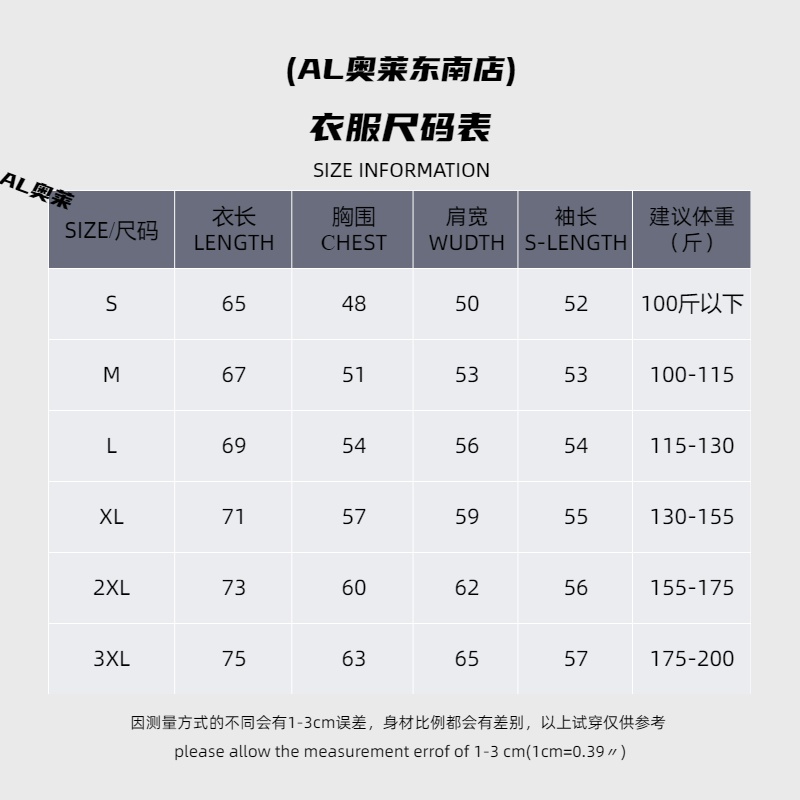 (AL奥莱东南店)
衣服尺码表
SIZE INFORMATION
AL奥莱
SIZE/尺码 衣长 LENGTH 胸围 CHEST 肩宽 WUDTH 袖长 S-LENGTH 建议体重（斤）
S 65 48 50 52 100斤以下
M 67 51 53 53 100-115
L 69 54 56 54 115-130
XL 71 57 59 55 130-155
2XL 73 60 62 56 155-175
3XL 75 63 65 57 175-200
因测量方式的不同会有1-3cm误差，身材比例都会有差别，以上试穿仅供参考
please allow the measurement errof of 1-3 cm(1cm=0.39〃)